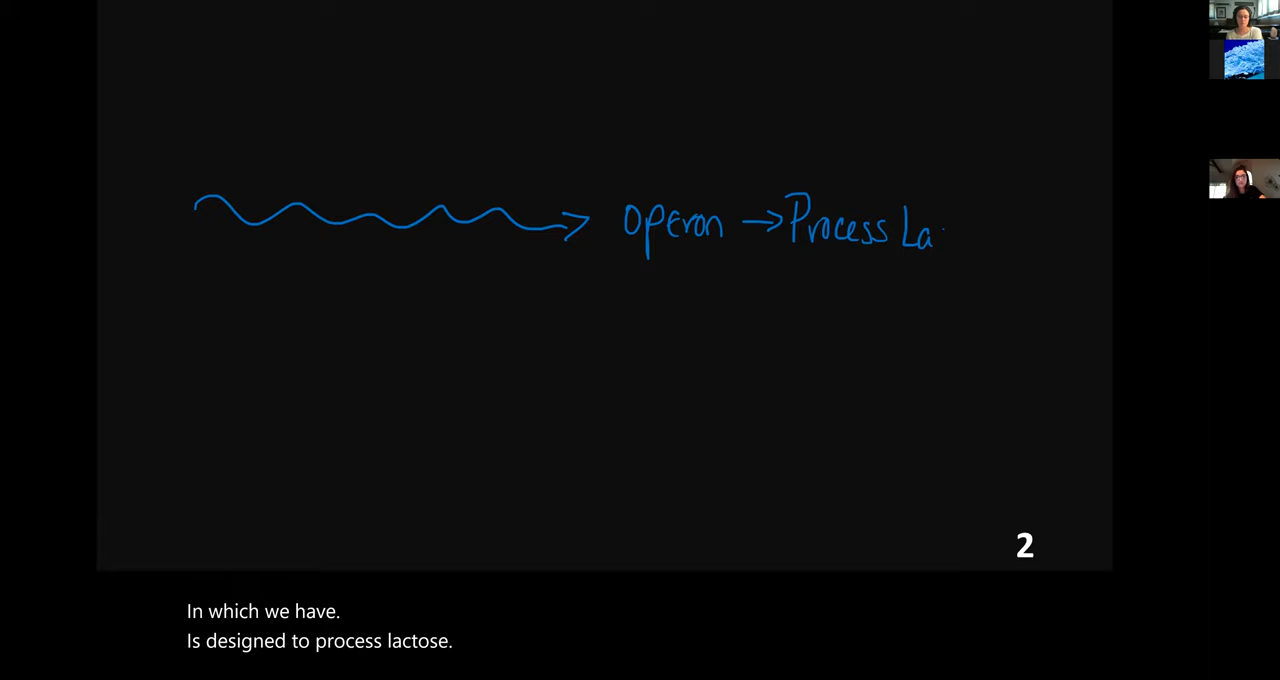 Operon → Process La
2
In which we have.
Is designed to process lactose.